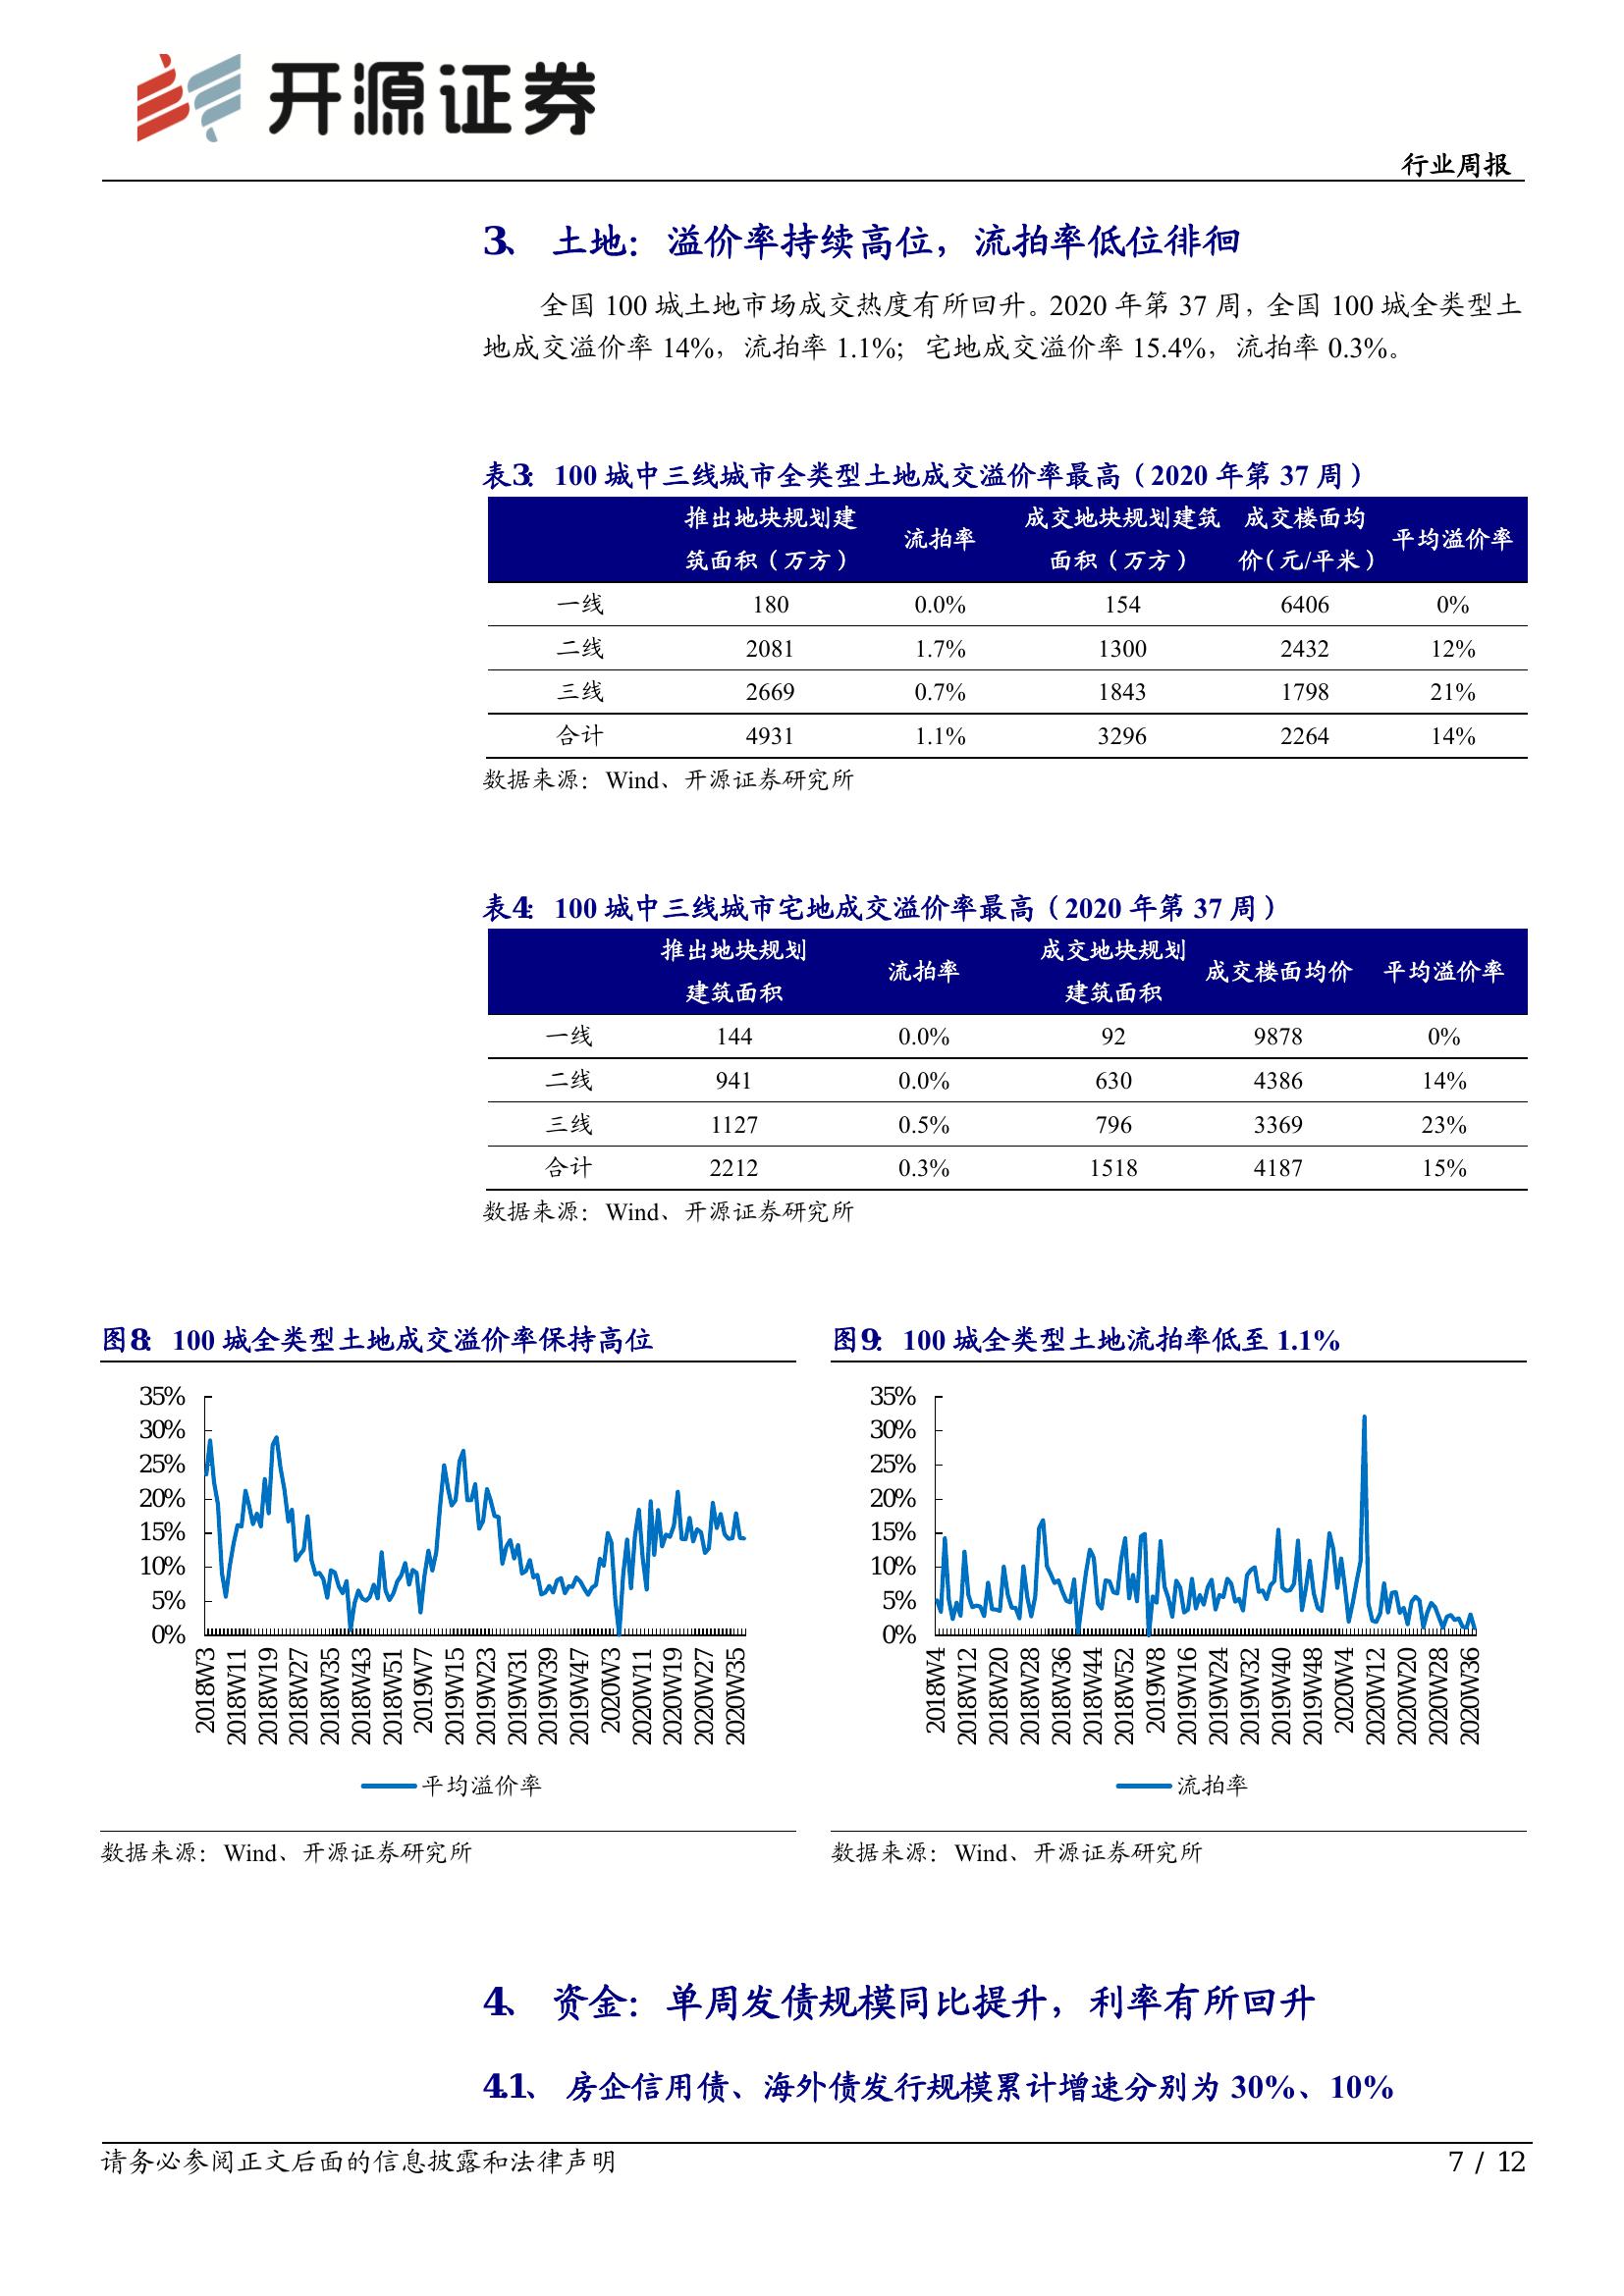 开源证券
行业周报
3、 土地：溢价率持续高位，流拍率低位徘徊
全国 100 城土地市场成交热度有所回升。2020 年第 37 周，全国 100 城全类型土
地成交溢价率 14%，流拍率 1.1%；宅地成交溢价率 15.4%，流拍率 0.3%。
表3： 100 城中三线城市全类型土地成交溢价率最高（2020 年第 37 周）
推出地块规划建 成交地块规划建筑 成交楼面均
流拍率 平均溢价率
筑面积（万方） 面积（万方） 价（元/平米）
一线 180 0.0% 154 6406 0%
二线 2081 1.7% 1300 2432 12%
三线 2669 0.7% 1843 1798 21%
合计 4931 1.1% 3296 2264 14%
数据来源：Wind、开源证券研究所
表4： 100 城中三线城市宅地成交溢价率最高（2020 年第 37 周）
推出地块规划 成交地块规划
流拍率 成交楼面均价 平均溢价率
建筑面积 建筑面积
一线 144 0.0% 92 9878 0%
二线 941 0.0% 630 4386 14%
三线 1127 0.5% 796 3369 23%
合计 2212 0.3% 1518 4187 15%
数据来源：Wind、开源证券研究所
图8： 100 城全类型土地成交溢价率保持高位
35%
30%
25%
20%
15%
10%
5%
0%
2018W3 2018W11 2018W19 2018W27 2018W35 2018W43 2018W51 2019W7 2019W15 2019W23 2019W31 2019W39 2019W47 2020W3 2020W11 2020W19 2020W27 2020W35
平均溢价率
数据来源：Wind、开源证券研究所
图9： 100 城全类型土地流拍率低至 1.1%
35%
30%
25%
20%
15%
10%
5%
0%
2018W4 2018W12 2018W20 2018W28 2018W36 2018W44 2018W52 2019W8 2019W16 2019W24 2019W32 2019W40 2019W48 2020W4 2020W12 2020W20 2020W28 2020W36
流拍率
数据来源：Wind、开源证券研究所
4、 资金：单周发债规模同比提升，利率有所回升
4.1、 房企信用债、海外债发行规模累计增速分别为 30%、10%
请务必参阅正文后面的信息披露和法律声明
7 / 12